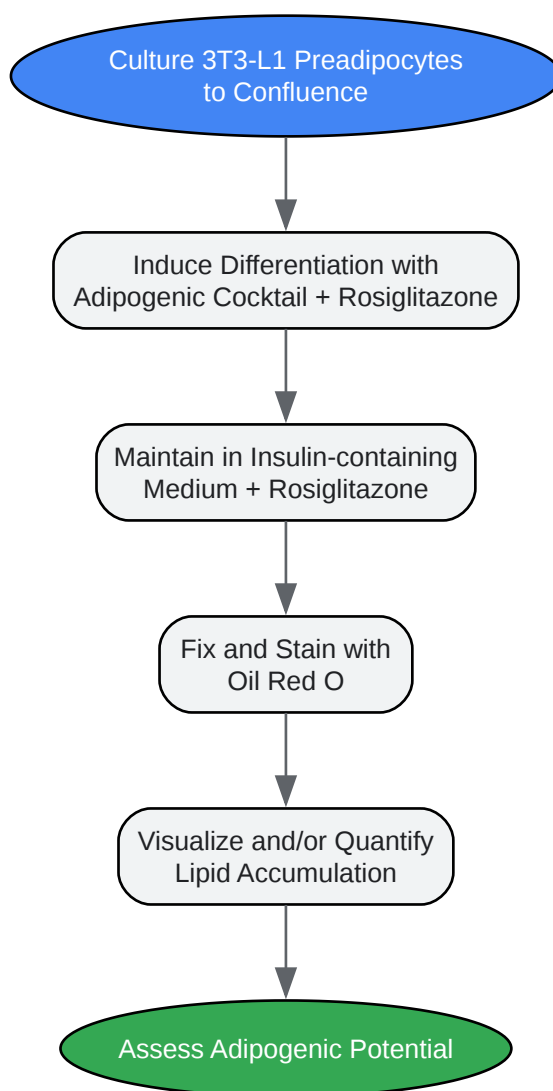 Culture 3T3-L1 Preadipocytes
to Confluence
Induce Differentiation with
Adipogenic Cocktail + Rosiglitazone
Maintain in Insulin-containing
Medium + Rosiglitazone
Fix and Stain with
Oil Red O
Visualize and/or Quantify
Lipid Accumulation
Assess Adipogenic Potential